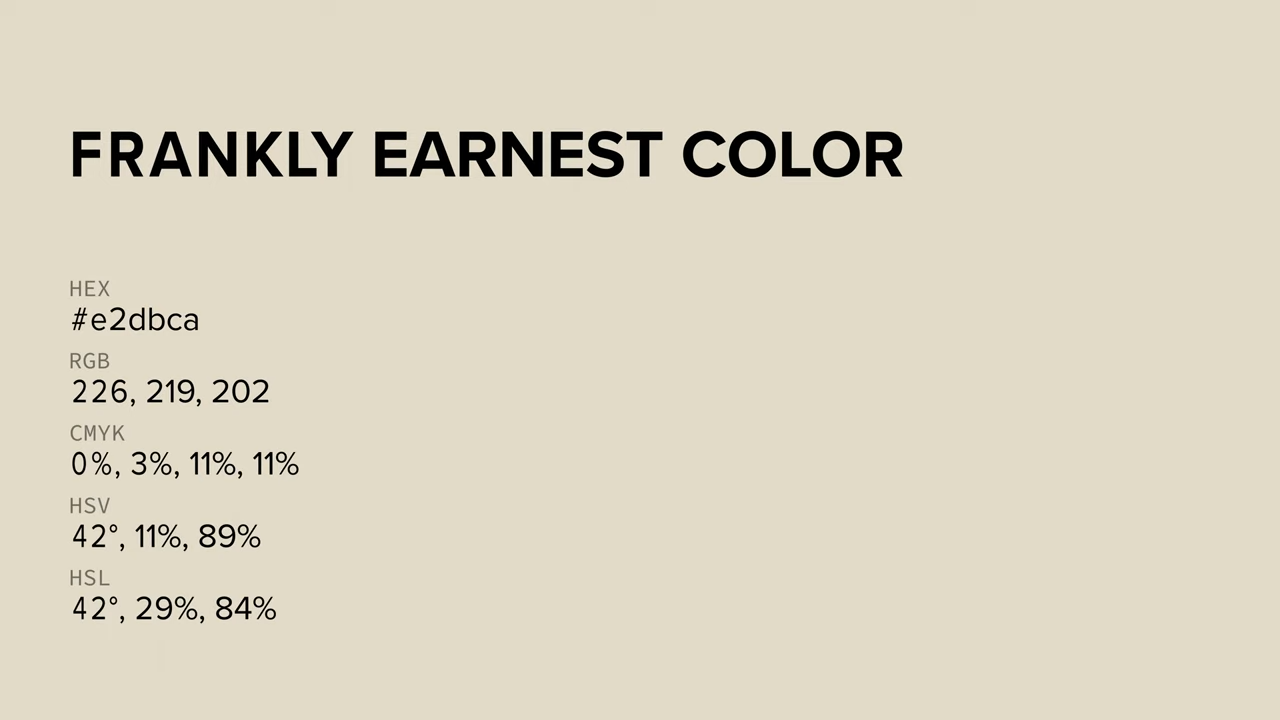 FRANKLY EARNEST COLOR
HEX
#e2dbca
RGB
226, 219, 202
CMYK
0%, 3%, 11%, 11%
HSV
42°, 11%, 89%
HSL
42°, 29%, 84%